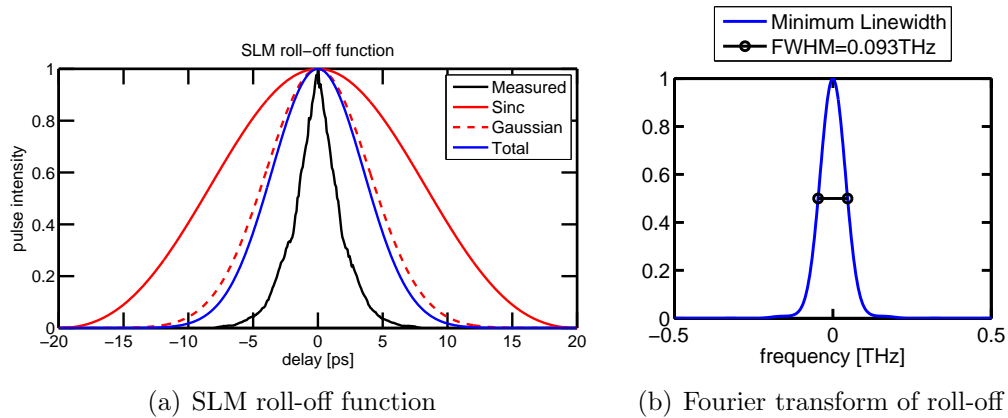 SLM roll-off function
pulse intensity
1
0.8
0.6
0.4
0.2
0
−20 −15 −10 −5 0 5 10 15 20
delay [ps]
Measured
Sinc
Gaussian
Total
(a) SLM roll-off function
Minimum Linewidth
FWHM=0.093THz
1
0.8
0.6
0.4
0.2
0
−0.5 0 0.5
frequency [THz]
(b) Fourier transform of roll-off